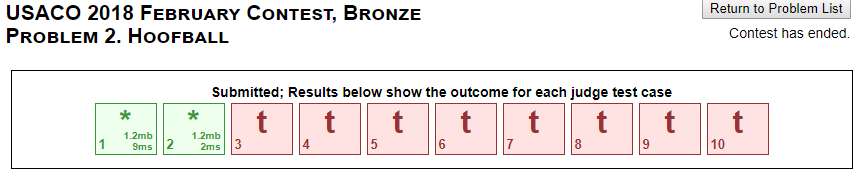 USACO 2018 February Contest, Bronze
Problem 2. Hoofball
Return to Problem List
Contest has ended.
Submitted; Results below show the outcome for each judge test case
* 1.2mb 9ms 1
* 1.2mb 2ms 2
t 3
t 4
t 5
t 6
t 7
t 8
t 9
t 10